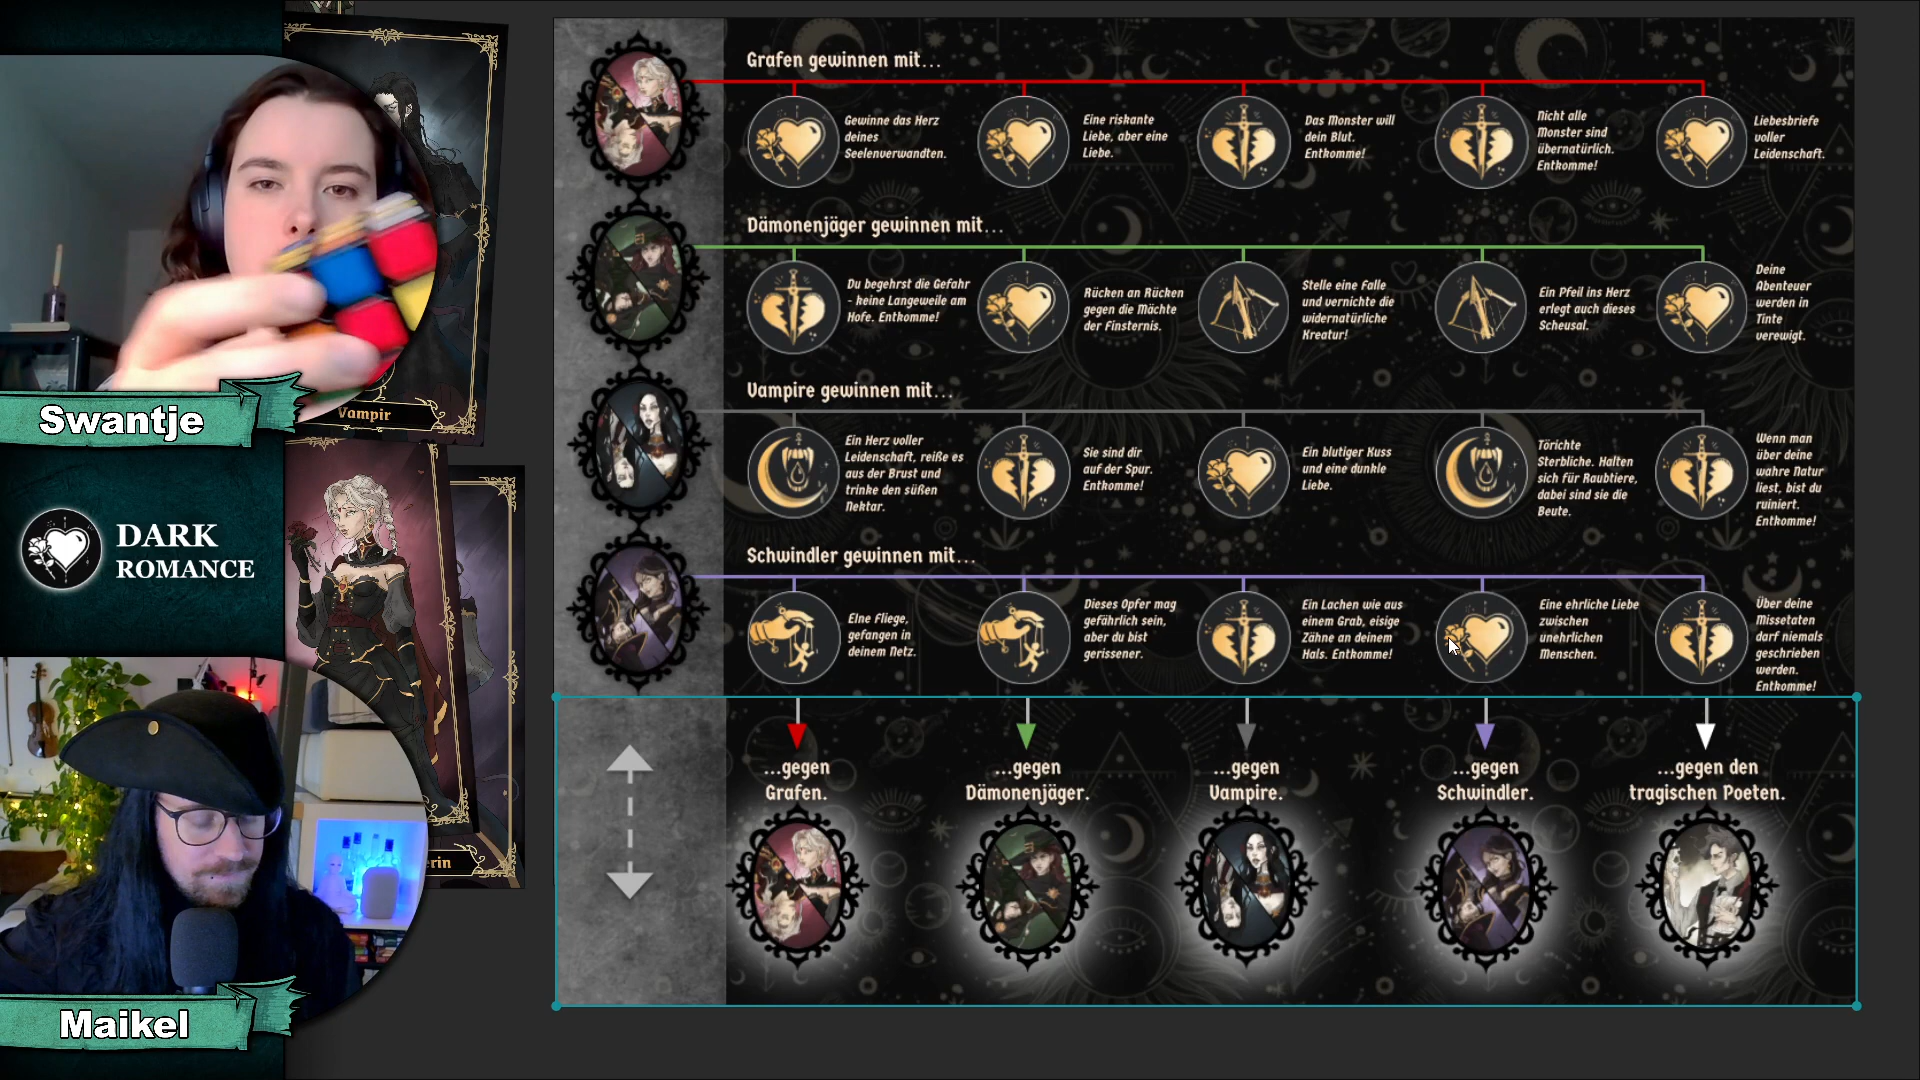 Grafen gewinnen mit...
Gewinne das Herz
deines
Seelenverwandten.
Eine riskante
Liebe, aber eine
Liebe.
Das Monster will
dein Blut.
Entkomme!
Nicht alle
Monster sind
übernatürlich.
Entkomme!
Liebesbriefe
voller
Leidenschaft.
Dämonenjäger gewinnen mit...
Du begehrst die Gefahr
- keine Langeweile am
Hofe. Entkomme!
Rücken an Rücken
gegen die Mächte
der Finsternis.
Stelle eine Falle
und vernichte die
widernatürliche
Kreatur!
Ein Pfeil ins Herz
erlegt auch dieses
Scheusal.
Deine
Abenteuer
werden in
Tinte
verewigt.
Vampire gewinnen mit...
Ein Herz voller
Leidenschaft, reiße es
aus der Brust und
trinke den süßen
Nektar.
Sie sind dir
auf der Spur.
Entkomme!
Ein blutiger Kuss
und eine dunkle
Liebe.
Törichte
Sterbliche. Halten
sich für Raubtiere,
dabei sind sie die
Beute.
Wenn man
über deine
wahre Natur
liest, bist du
ruiniert.
Entkomme!
Schwindler gewinnen mit...
EIne Fliege,
gefangen in
deinem Netz.
Dieses Opfer mag
gefährlich sein,
aber du bist
gerissener.
Ein Lachen wie aus
einem Grab, eisige
Zähne an deinem
Hals. Entkomme!
Eine ehrliche Liebe
zwischen
unehrlichen
Menschen.
Über deine
Missetaten
darf niemals
geschrieben
werden.
Entkomme!
...gegen
Grafen.
...gegen
Dämonenjäger.
...gegen
Vampire.
...gegen
Schwindler.
...gegen den
tragischen Poeten.
Vampir
Swantje
DARK
ROMANCE
erin
Maikel